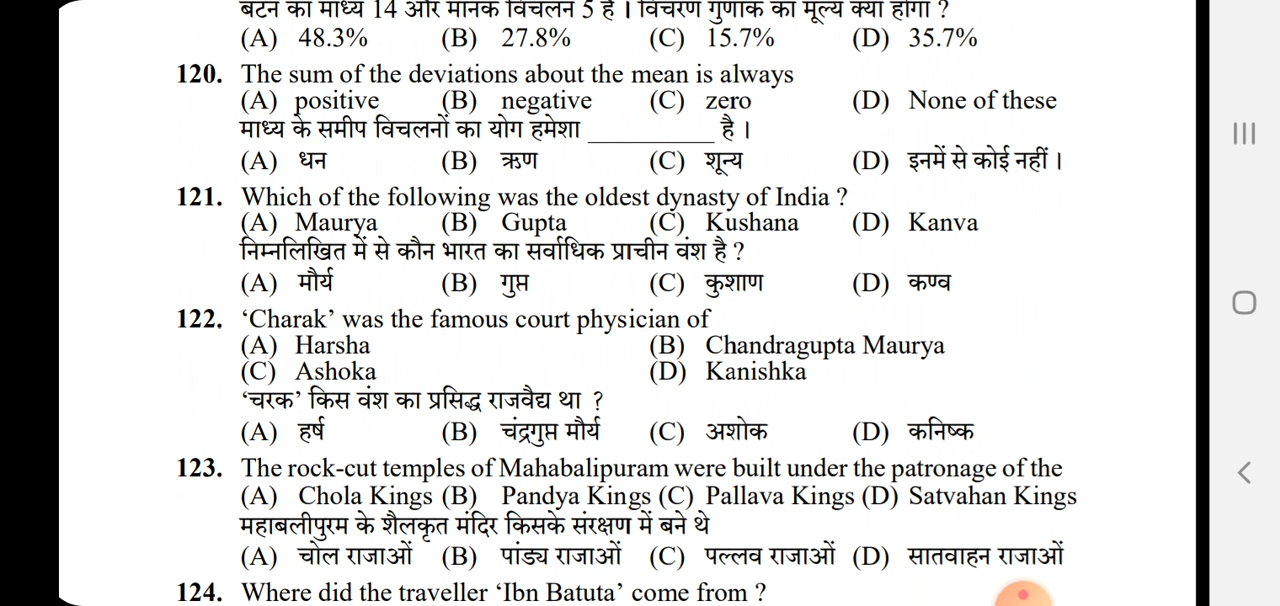 बंटन का माध्य 14 और मानक विचलन 5 है । विचरण गुणांक का मूल्य क्या होगा ?
(A) 48.3% (B) 27.8% (C) 15.7% (D) 35.7%
120. The sum of the deviations about the mean is always
(A) positive (B) negative (C) zero (D) None of these
माध्य के समीप विचलनों का योग हमेशा __________ है ।
(A) धन (B) ऋण (C) शून्य (D) इनमें से कोई नहीं ।
121. Which of the following was the oldest dynasty of India ?
(A) Maurya (B) Gupta (C) Kushana (D) Kanva
निम्नलिखित में से कौन भारत का सर्वाधिक प्राचीन वंश है ?
(A) मौर्य (B) गुप्त (C) कुशाण (D) कण्व
122. ‘Charak’ was the famous court physician of
(A) Harsha (B) Chandragupta Maurya
(C) Ashoka (D) Kanishka
‘चरक’ किस वंश का प्रसिद्ध राजवैद्य था ?
(A) हर्ष (B) चंद्रगुप्त मौर्य (C) अशोक (D) कनिष्क
123. The rock-cut temples of Mahabalipuram were built under the patronage of the
(A) Chola Kings (B) Pandya Kings (C) Pallava Kings (D) Satvahan Kings
महाबलीपुरम के शैलकृत मंदिर किसके संरक्षण में बने थे
(A) चोल राजाओं (B) पांड्य राजाओं (C) पल्लव राजाओं (D) सातवाहन राजाओं
124. Where did the traveller ‘Ibn Batuta’ come from ?